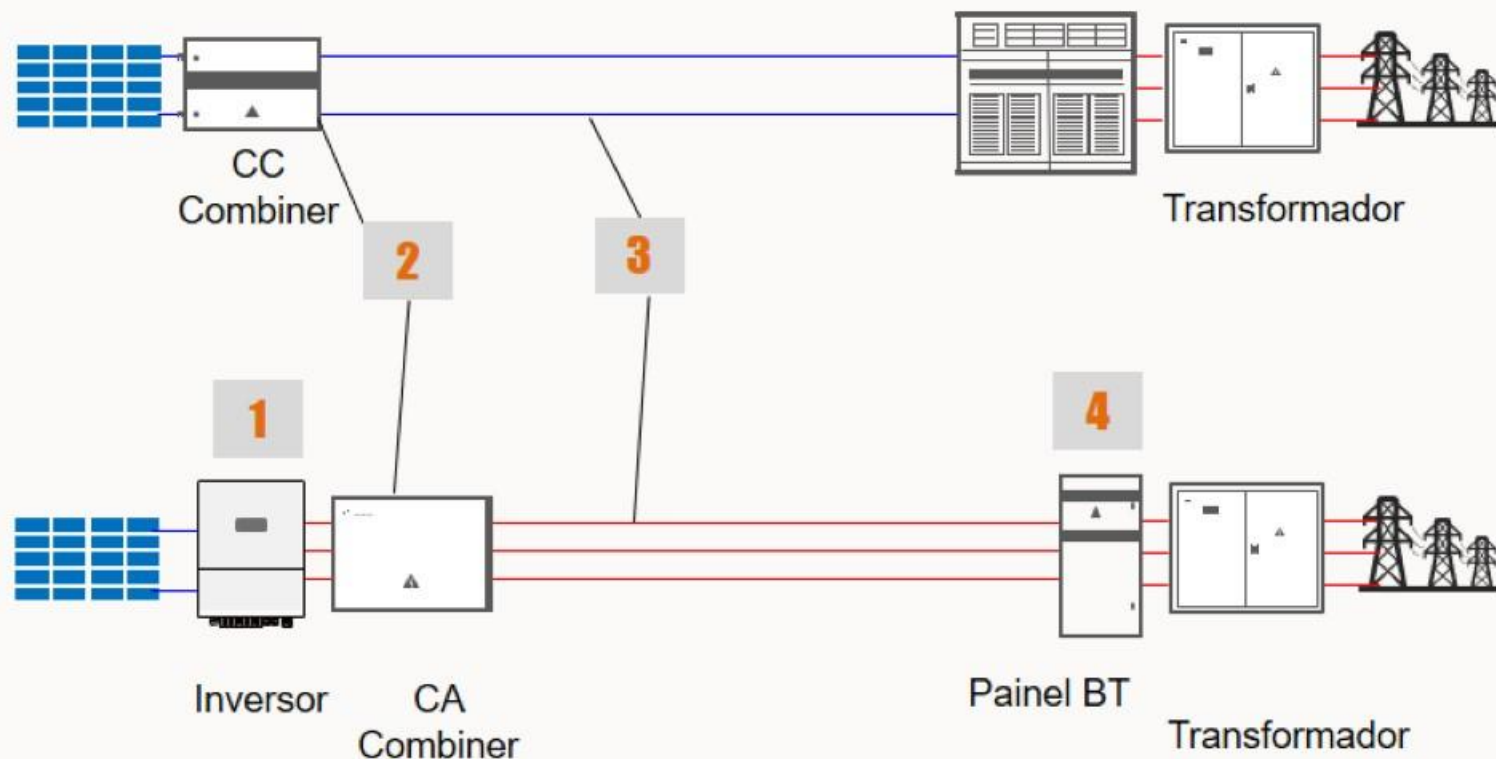 CC
Combiner
Transformador
2
3
1
4
Inversor
CA
Combiner
Painel BT
Transformador